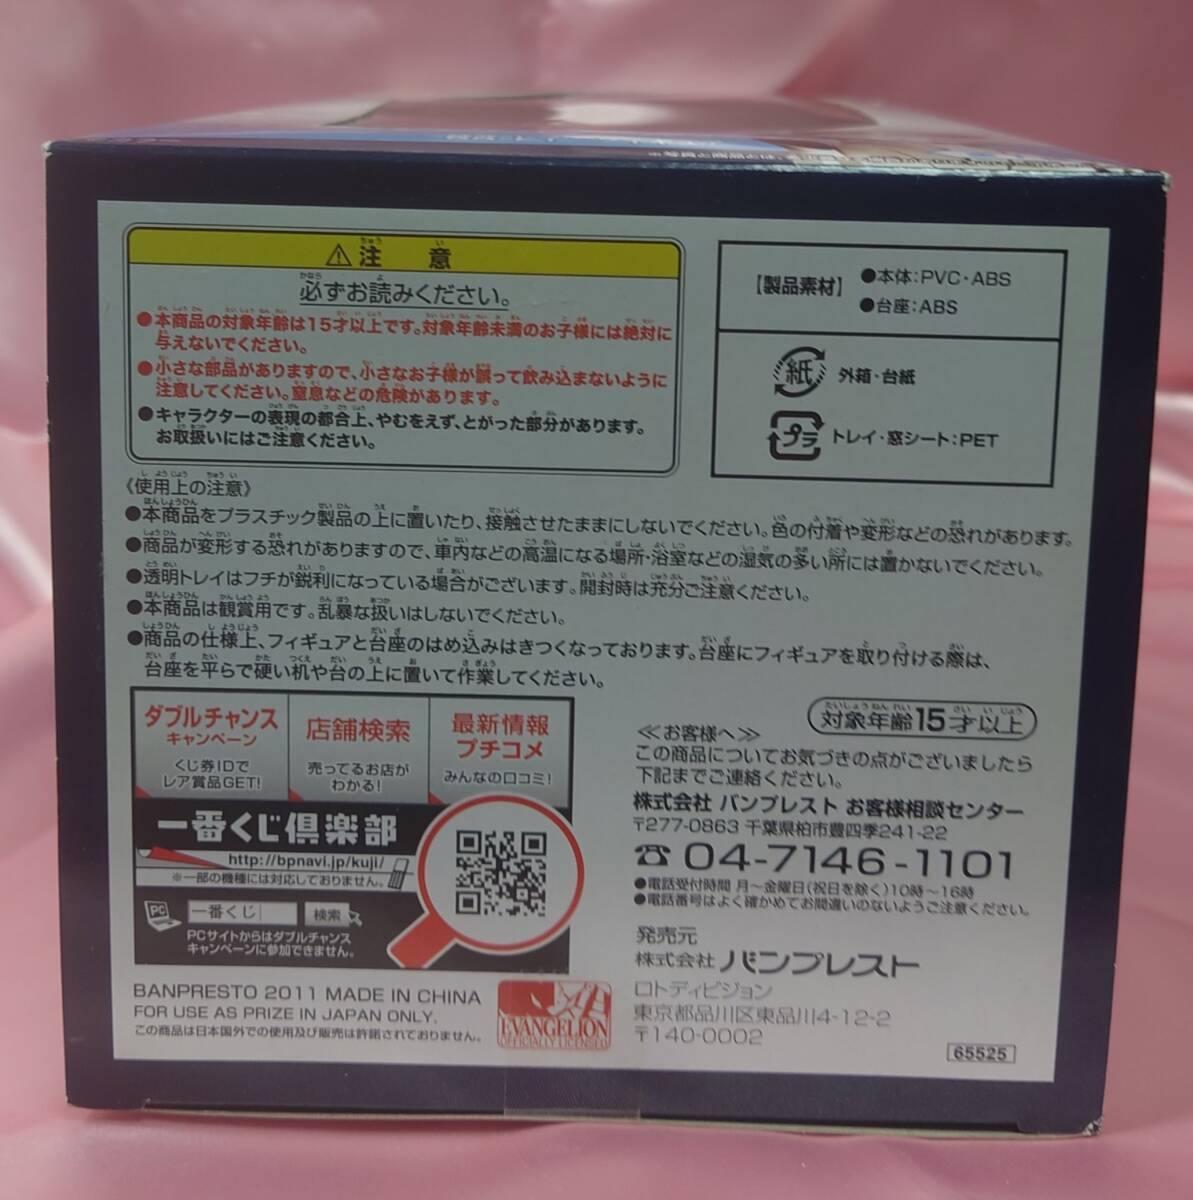 ⚠注意
必ずお読みください。
●本商品の対象年齢は15才以上です。対象年齢未満のお子様には絶対に
与えないでください。
●小さな部品がありますので、小さなお子様が誤って飲み込まないように
注意してください。窒息などの危険があります。
●キャラクターの表現の都合上、やむをえず、とがった部分があります。
お取扱いにはご注意ください。
【製品素材】 ●本体:PVC・ABS
●台座:ABS
紙 外箱・台紙
プラ トレイ・窓シート:PET
《使用上の注意》
●本商品をプラスチック製品の上に置いたり、接触させたままにしないでください。色の付着や変形などの恐れがあります。
●商品が変形する恐れがありますので、車内などの高温になる場所・浴室などの湿気の多い所には置かないでください。
●透明トレイはフチが鋭利になっている場合がございます。開封時は充分ご注意ください。
●本商品は観賞用です。乱暴な扱いはしないでください。
●商品の仕様上、フィギュアと台座のはめ込みはきつくなっております。台座にフィギュアを取り付ける際は、
台座を平らで硬い机や台の上に置いて作業してください。
ダブルチャンス
キャンペーン
くじ券IDで
レア賞品GET!
店舗検索
売ってるお店が
わかる!
最新情報
プチコメ
みんなの口コミ!
一番くじ倶楽部
http://bpnavi.jp/kuji/
※一部の機種には対応しておりません。
PC 一番くじ 検索
PCサイトからはダブルチャンス
キャンペーンに参加できません。
BANPRESTO 2011 MADE IN CHINA
FOR USE AS PRIZE IN JAPAN ONLY.
この商品は日本国外での使用及び販売は許諾されておりません。
EVANGELION
OFFICIALLY LICENSED
対象年齢15才以上
≪お客様へ≫
この商品についてお気づきの点がございましたら
下記までご連絡ください。
株式会社 バンプレスト お客様相談センター
〒277-0863 千葉県柏市豊四季241-22
☎ 04-7146-1101
●電話受付時間 月～金曜日(祝日を除く)10時～16時
●電話番号はよく確かめてお間違いのないようご注意ください。
発売元
株式会社 バンプレスト
ロトディビジョン
東京都品川区東品川4-12-2
〒140-0002
65525